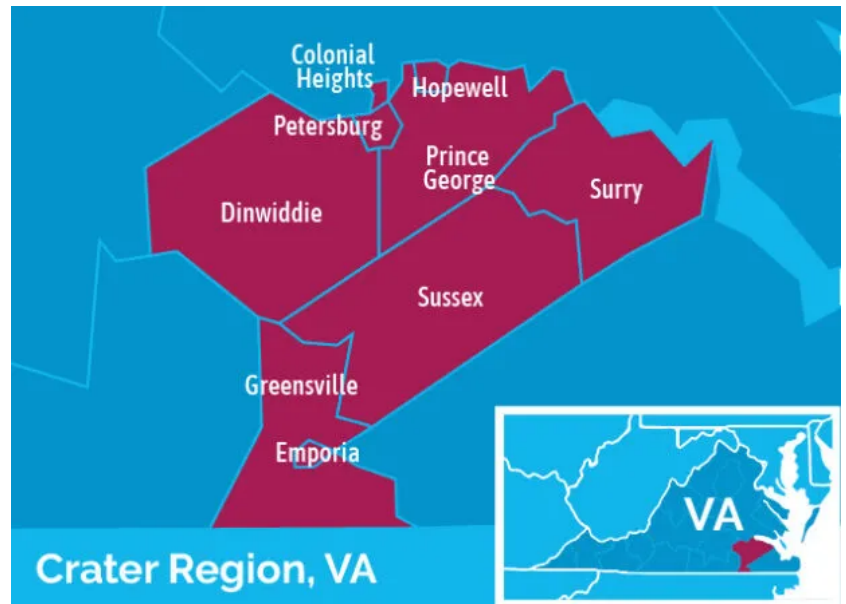 Colonial
Heights
Hopewell
Petersburg
Prince
George
Surry
Dinwiddie
Sussex
Greensville
Emporia
VA
Crater Region, VA